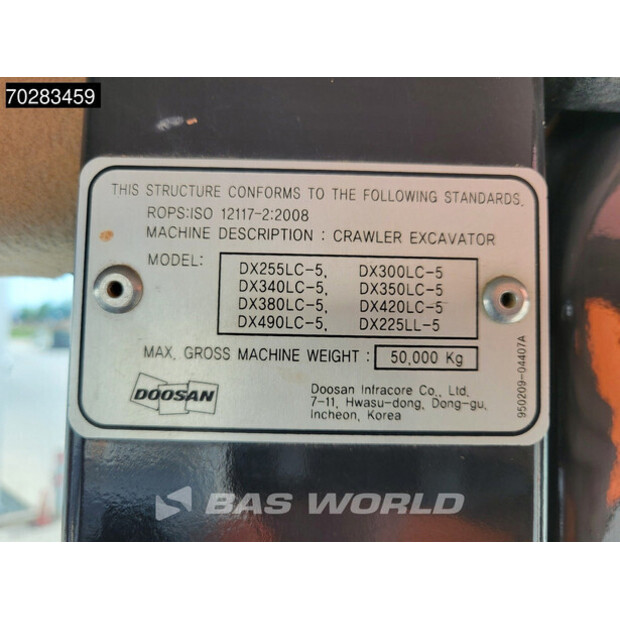 70283459
THIS STRUCTURE CONFORMS TO THE FOLLOWING STANDARDS.
ROPS:ISO 12117-2:2008
MACHINE DESCRIPTION : CRAWLER EXCAVATOR
MODEL:
DX255LC-5, DX300LC-5
DX340LC-5, DX350LC-5
DX380LC-5, DX420LC-5
DX490LC-5, DX225LL-5
MAX. GROSS MACHINE WEIGHT : 50,000 Kg
DOOSAN
Doosan Infracore Co., Ltd.
7-11, Hwasu-dong, Dong-gu,
Incheon, Korea
950209-04407A
BAS WORLD